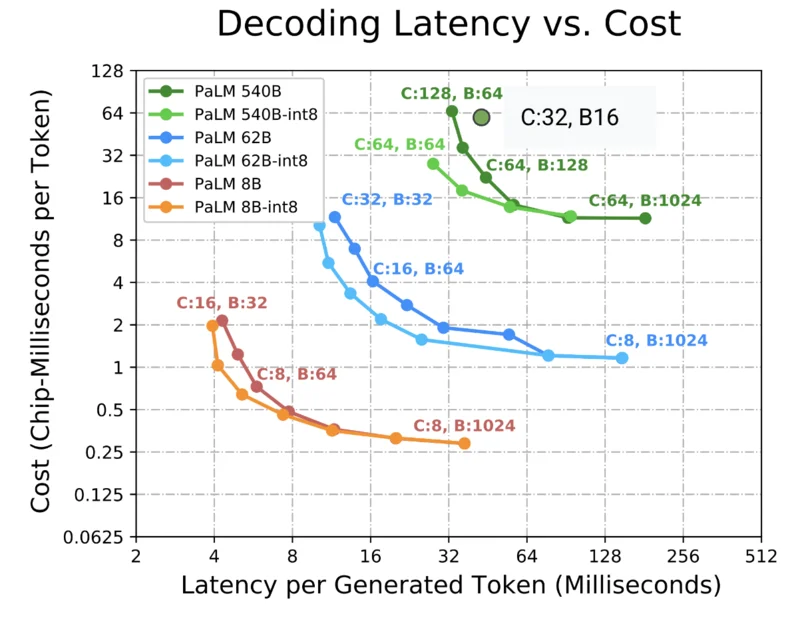 Decoding Latency vs. Cost
Cost (Chip-Milliseconds per Token)
128
64
32
16
8
4
2
1
0.5
0.25
0.125
0.0625
PaLM 540B
PaLM 540B-int8
PaLM 62B
PaLM 62B-int8
PaLM 8B
PaLM 8B-int8
C:128, B:64
C:32, B16
C:64, B:64
C:64, B:128
C:64, B:1024
C:32, B:32
C:16, B:64
C:8, B:1024
C:16, B:32
C:8, B:64
C:8, B:1024
2 4 8 16 32 64 128 256 512
Latency per Generated Token (Milliseconds)